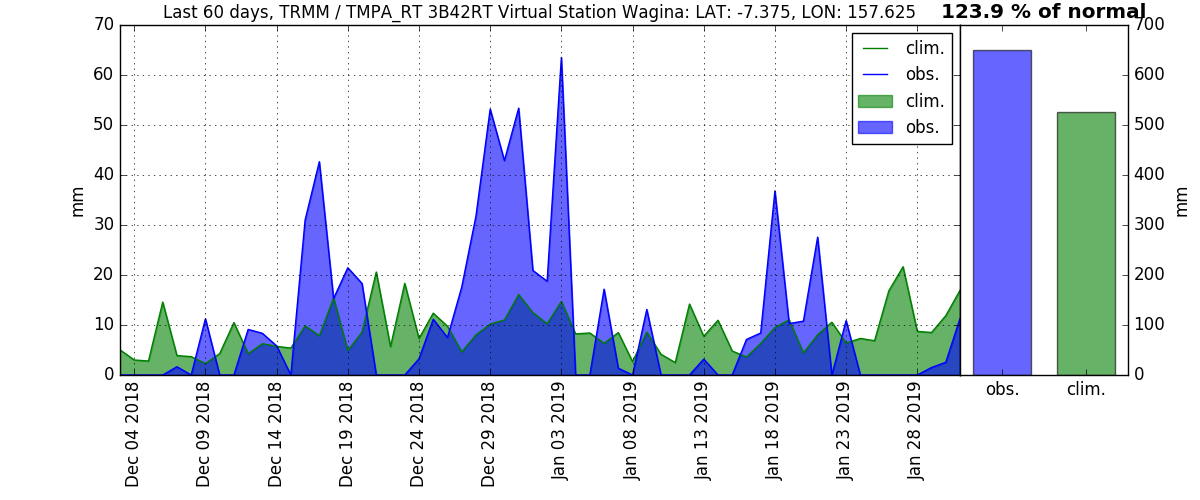 Last 60 days, TRMM / TMPA_RT 3B42RT Virtual Station Wagina: LAT: -7.375, LON: 157.625
123.9 % of normal
70
60
50
40
30
20
10
0
mm
clim.
obs.
clim.
obs.
Dec 04 2018
Dec 09 2018
Dec 14 2018
Dec 19 2018
Dec 24 2018
Dec 29 2018
Jan 03 2019
Jan 08 2019
Jan 13 2019
Jan 18 2019
Jan 23 2019
Jan 28 2019
700
600
500
400
300
200
100
0
mm
obs.
clim.